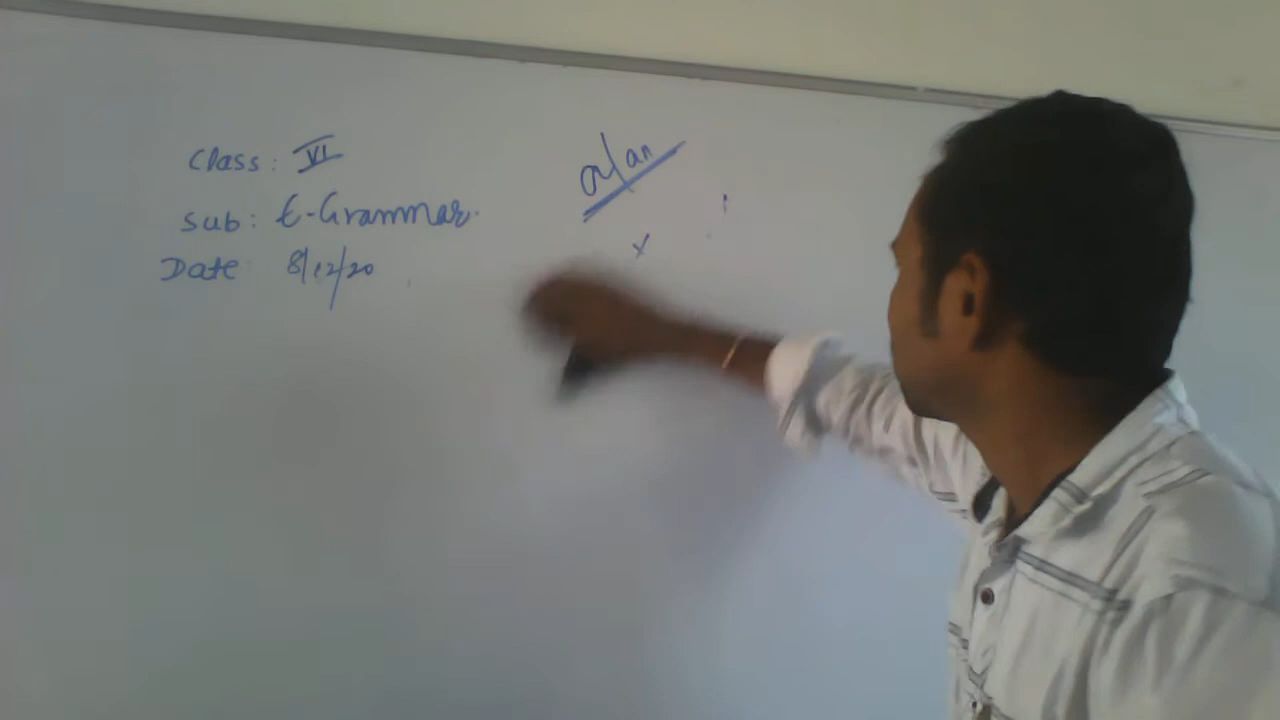 Class: VI
Sub: E-Grammar.
Date 8/12/20
a/an
x